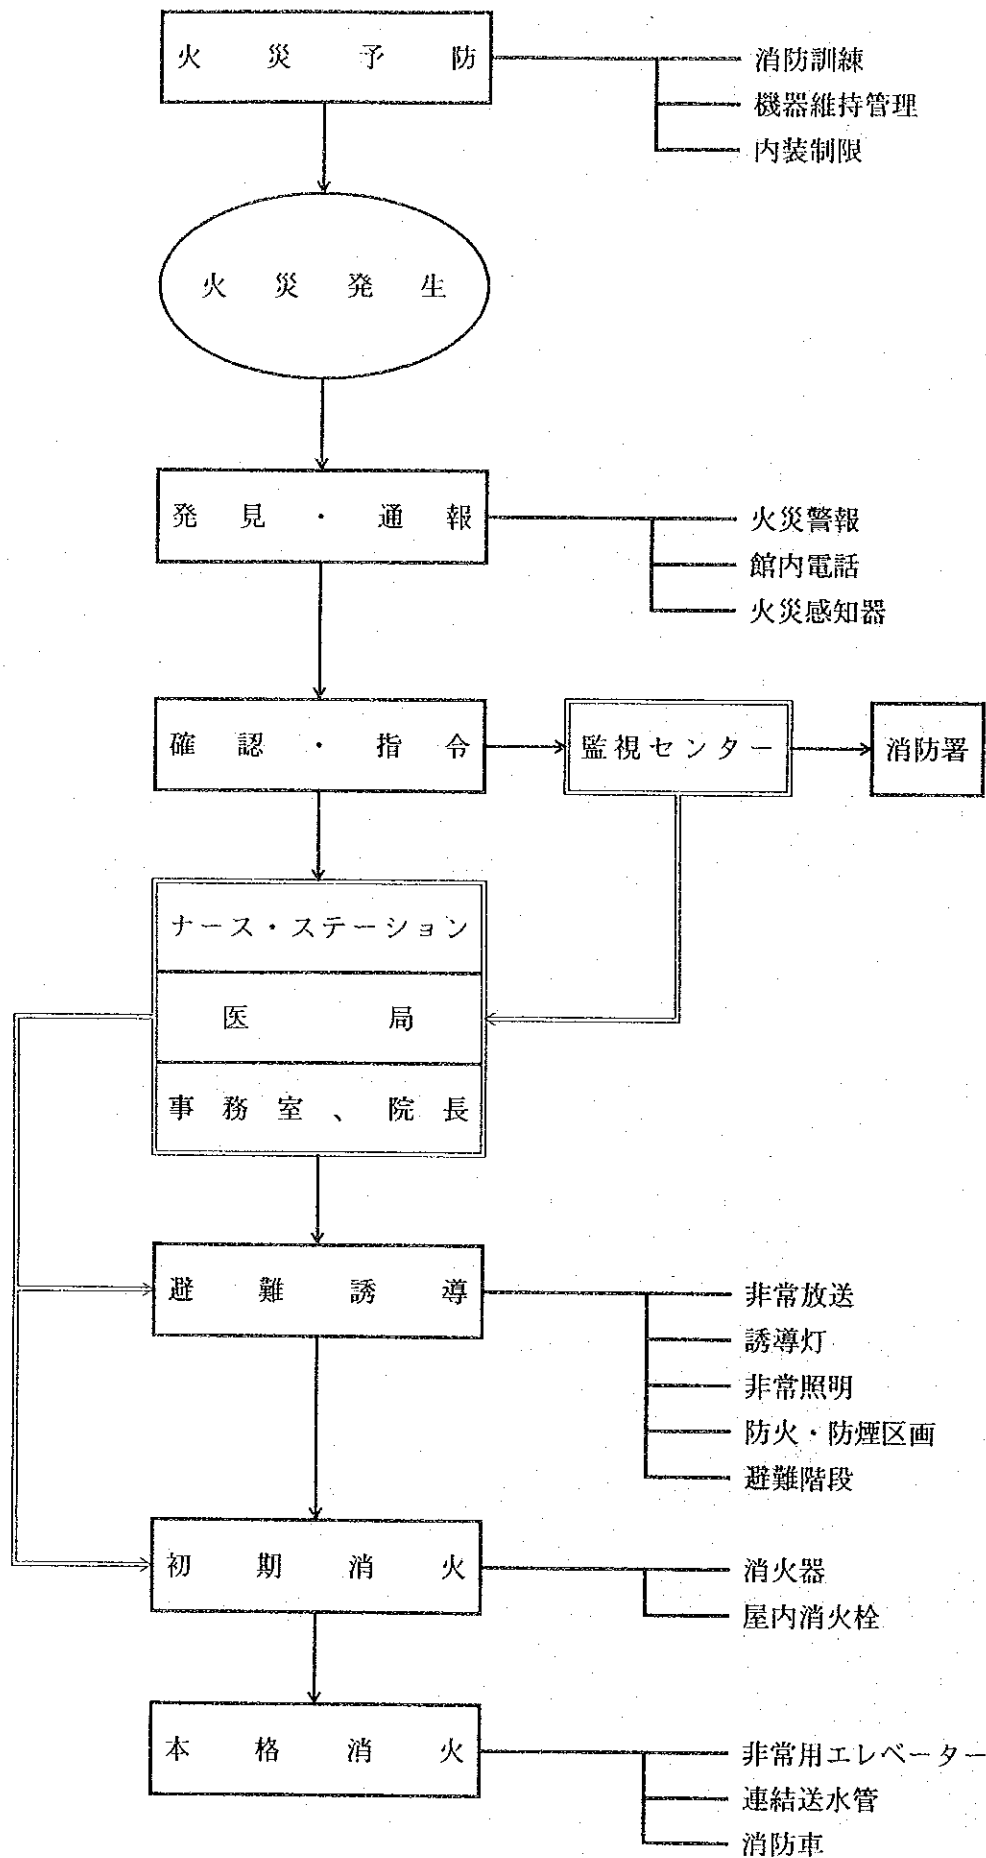 火災予防
消防訓練
機器維持管理
内装制限
火災発生
発見・通報
火災警報
館内電話
火災感知器
確認・指令
監視センター
消防署
ナース・ステーション
医局
事務室、院長
避難誘導
非常放送
誘導灯
非常照明
防火・防煙区画
避難階段
初期消火
消火器
屋内消火栓
本格消火
非常用エレベーター
連結送水管
消防車